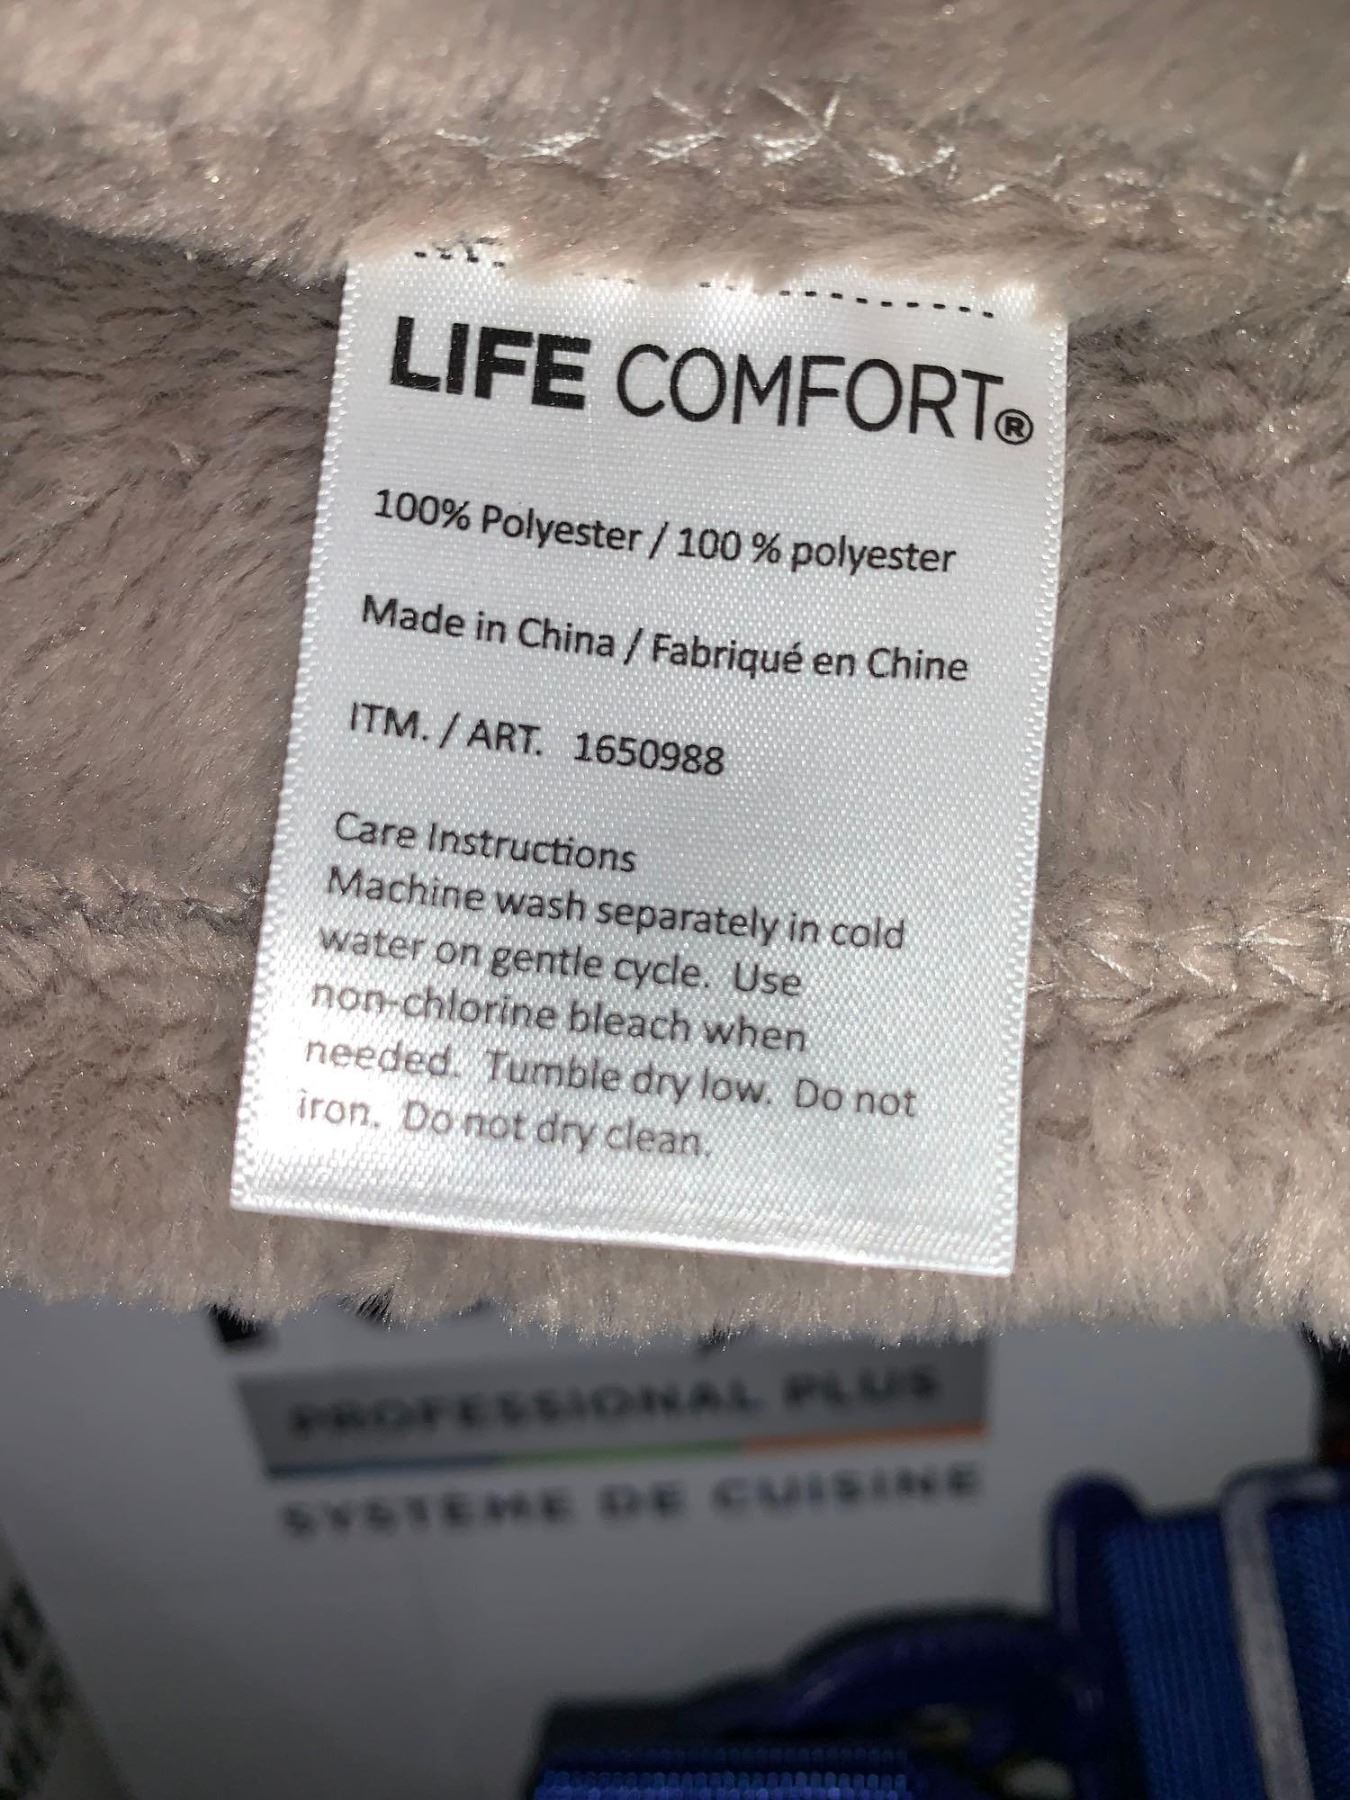 LIFE COMFORT®
100% Polyester / 100 % polyester
Made in China / Fabriqué en Chine
ITM. / ART. 1650988
Care Instructions
Machine wash separately in cold
water on gentle cycle. Use
non-chlorine bleach when
needed. Tumble dry low. Do not
iron. Do not dry clean.
PROFESSIONAL PLUS
SYSTÈME DE CUISINE